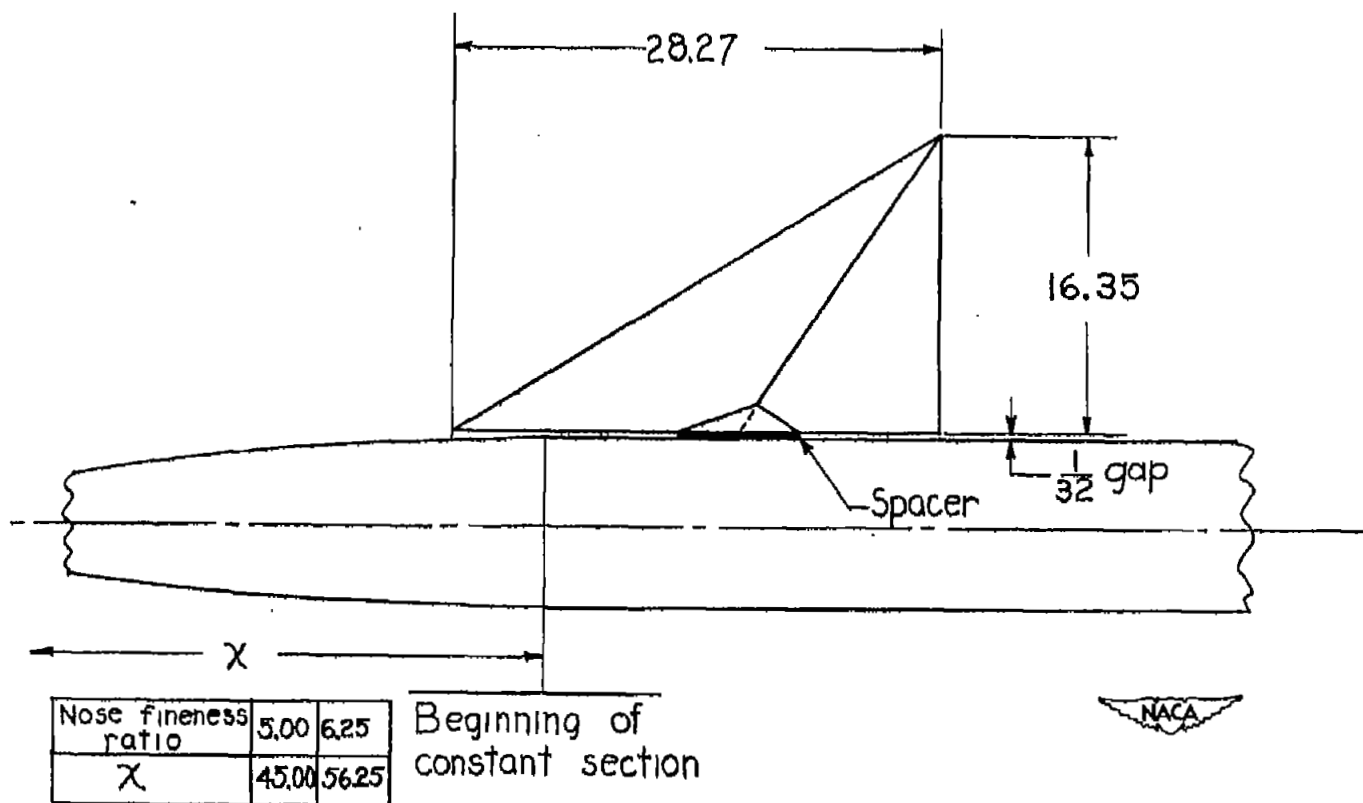 28.27
16.35
1/32 gap
Spacer
χ
Nose fineness ratio 5.00 6.25
χ 45.00 56.25
Beginning of
constant section
NACA